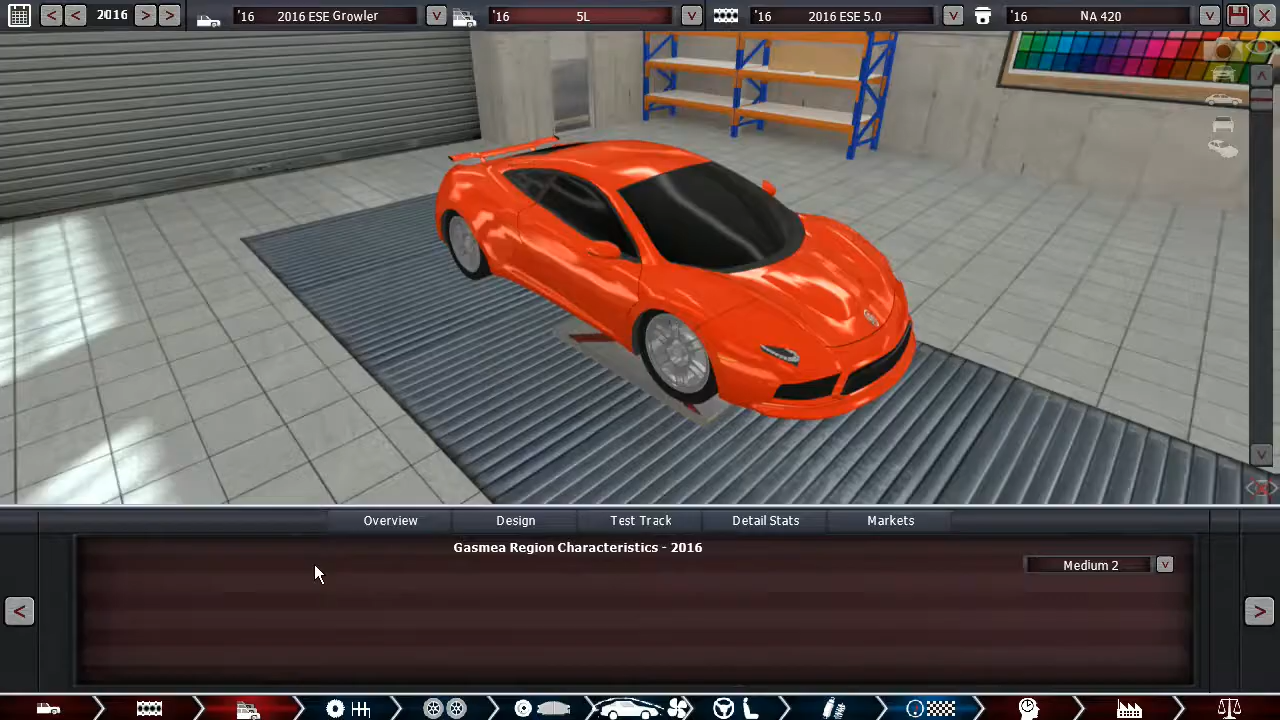 2016
'16 2016 ESE Growler
'16 5L
'16 2016 ESE 5.0
'16 NA 420
Overview
Design
Test Track
Detail Stats
Markets
Gasmea Region Characteristics - 2016
Medium 2